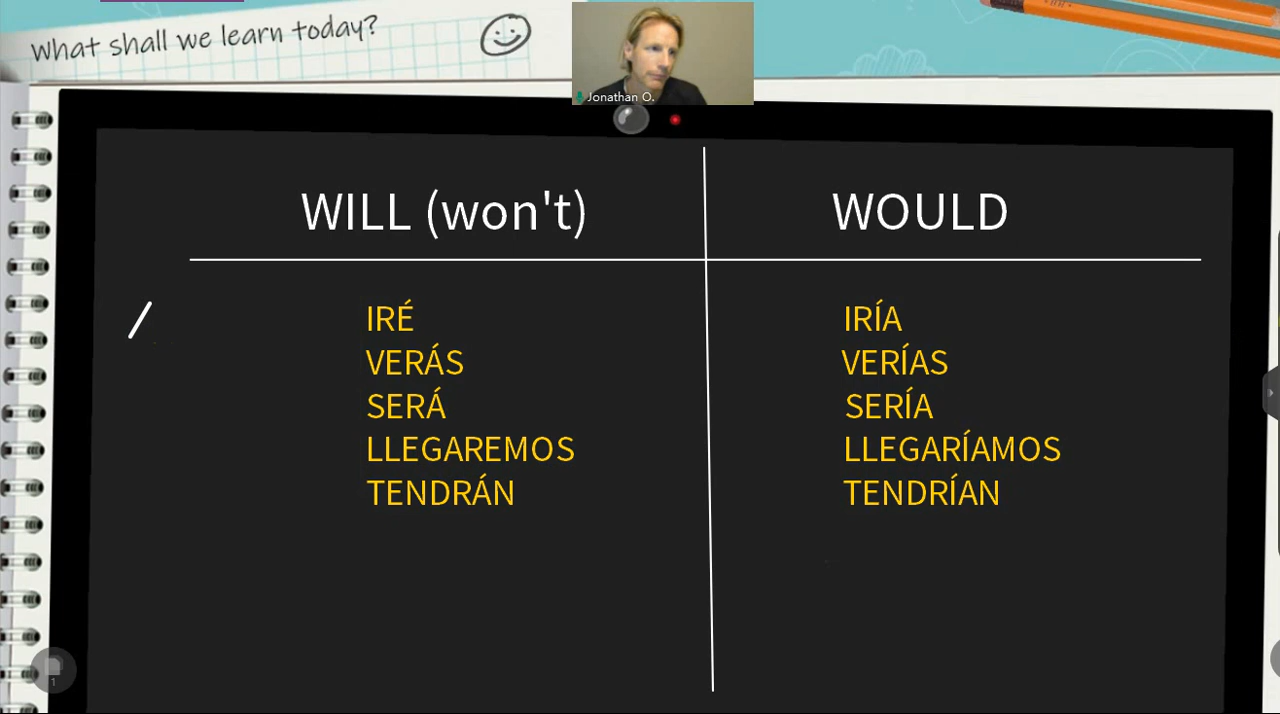 What shall we learn today?
Jonathan O.
WILL (won't)
WOULD
IRÉ
IRÍA
VERÁS
VERÍAS
SERÁ
SERÍA
LLEGAREMOS
LLEGARÍAMOS
TENDRÁN
TENDRÍAN
1